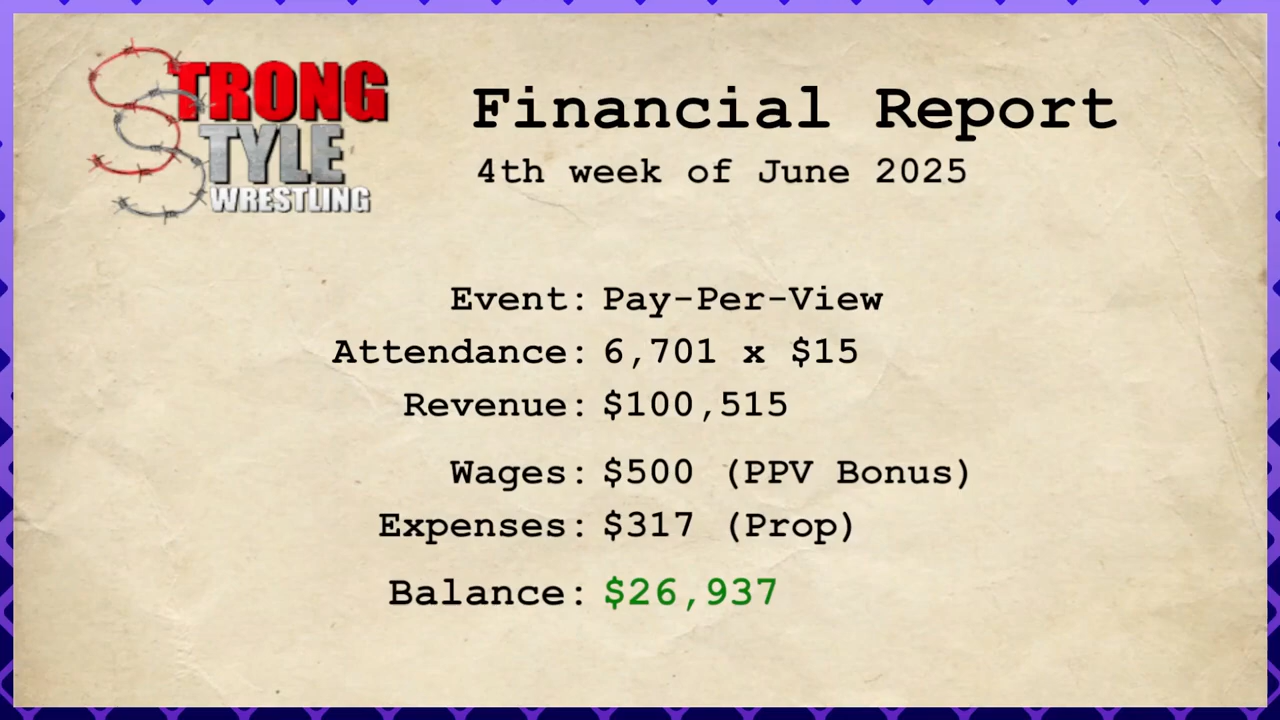 STRONG
STYLE
WRESTLING
Financial Report
4th week of June 2025
Event: Pay-Per-View
Attendance: 6,701 x $15
Revenue: $100,515
Wages: $500 (PPV Bonus)
Expenses: $317 (Prop)
Balance: $26,937